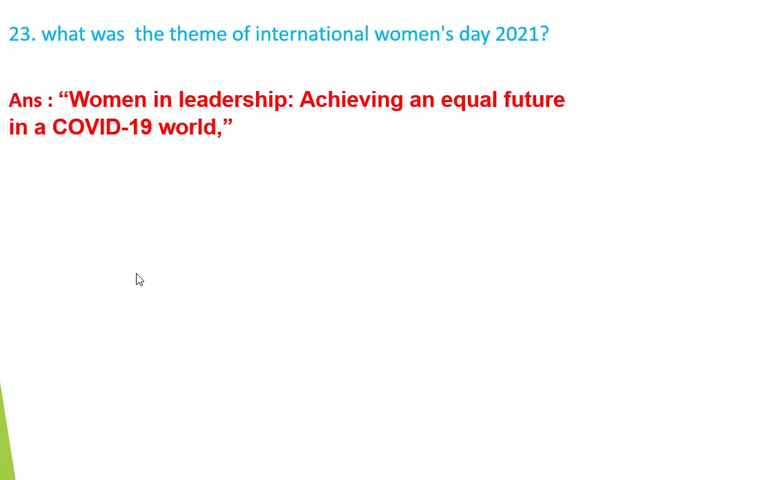 23. what was  the theme of international women's day 2021?
Ans : “Women in leadership: Achieving an equal future
in a COVID-19 world,”